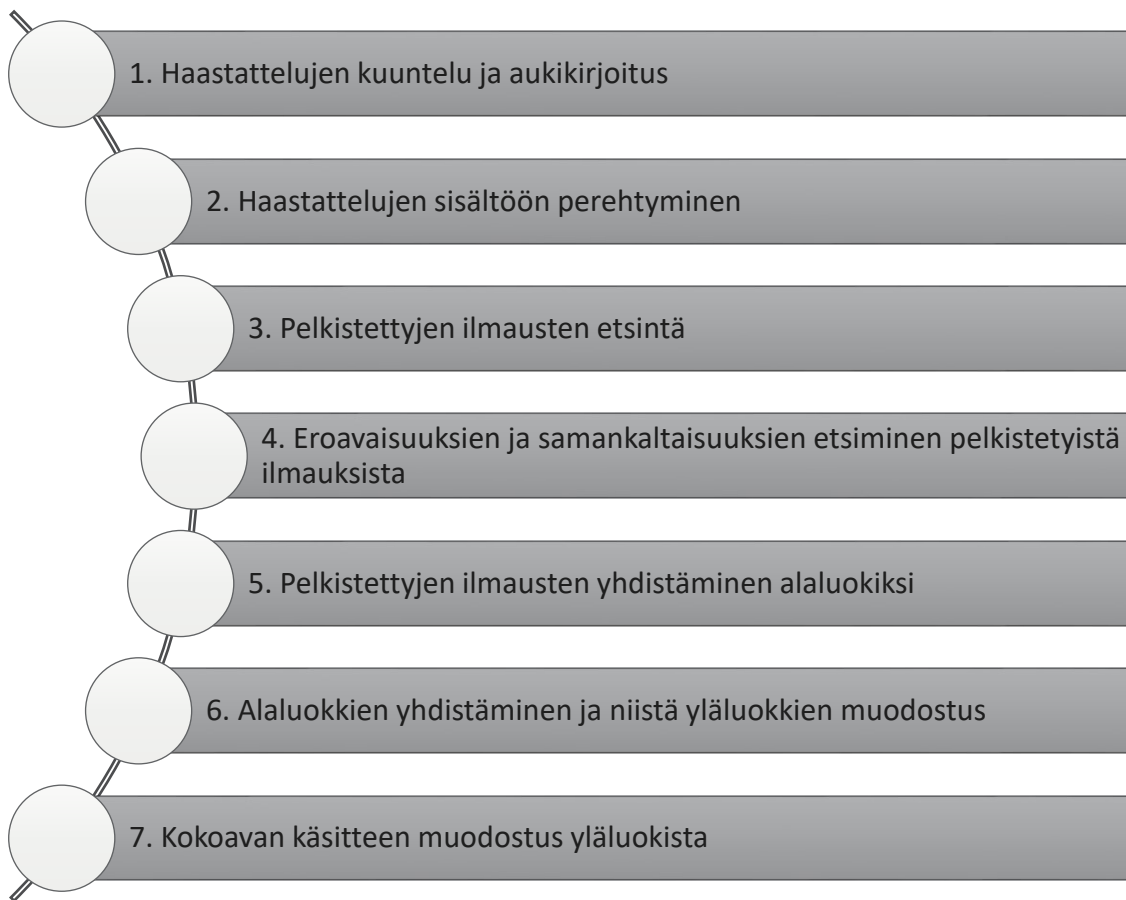 1. Haastattelujen kuuntelu ja aukikirjoitus
2. Haastattelujen sisältöön perehtyminen
3. Pelkistettyjen ilmausten etsintä
4. Eroavaisuuksien ja samankaltaisuuksien etsiminen pelkistetyistä
ilmauksista
5. Pelkistettyjen ilmausten yhdistäminen alaluokiksi
6. Alaluokkien yhdistäminen ja niistä yläluokkien muodostus
7. Kokoavan käsitteen muodostus yläluokista